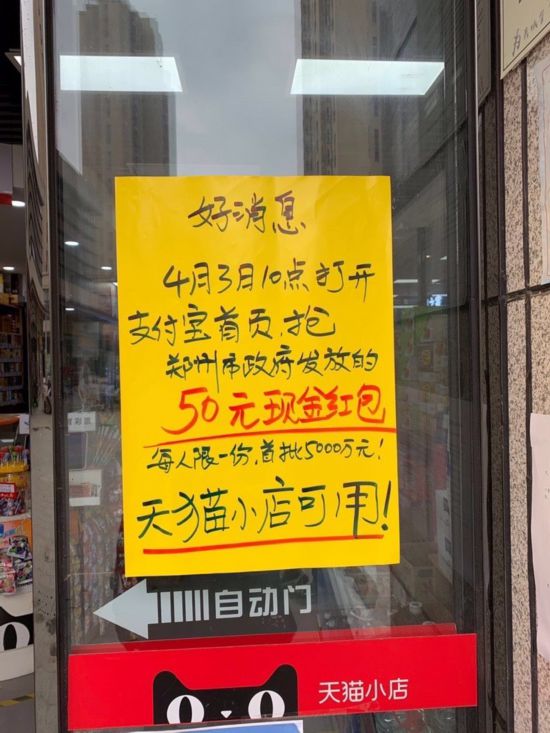 好消息
4月3月10点打开
支付宝首页,抢
郑州市政府发放的
50元现金红包
每人限一份,首批5000万元!
天猫小店可用!
自动门
天猫小店